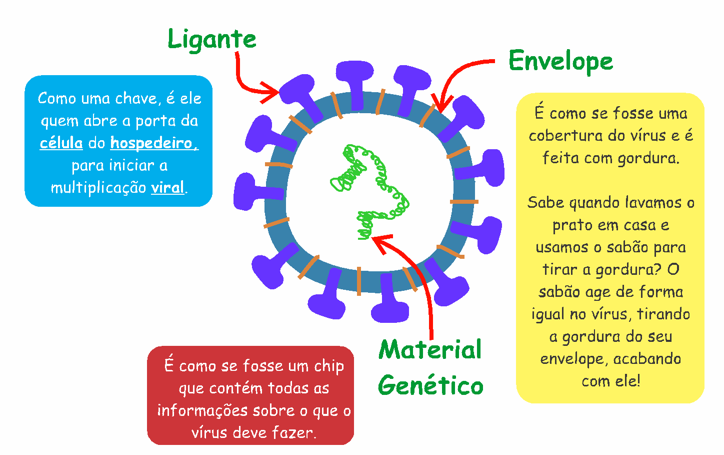 Ligante
Envelope
Como uma chave, é ele
quem abre a porta da
célula do hospedeiro,
para iniciar a
multiplicação viral.
É como se fosse uma
cobertura do vírus e é
feita com gordura.
Sabe quando lavamos o
prato em casa e
usamos o sabão para
tirar a gordura? O
sabão age de forma
igual no vírus, tirando
a gordura do seu
envelope, acabando
com ele!
Material
Genético
É como se fosse um chip
que contém todas as
informações sobre o que o
vírus deve fazer.